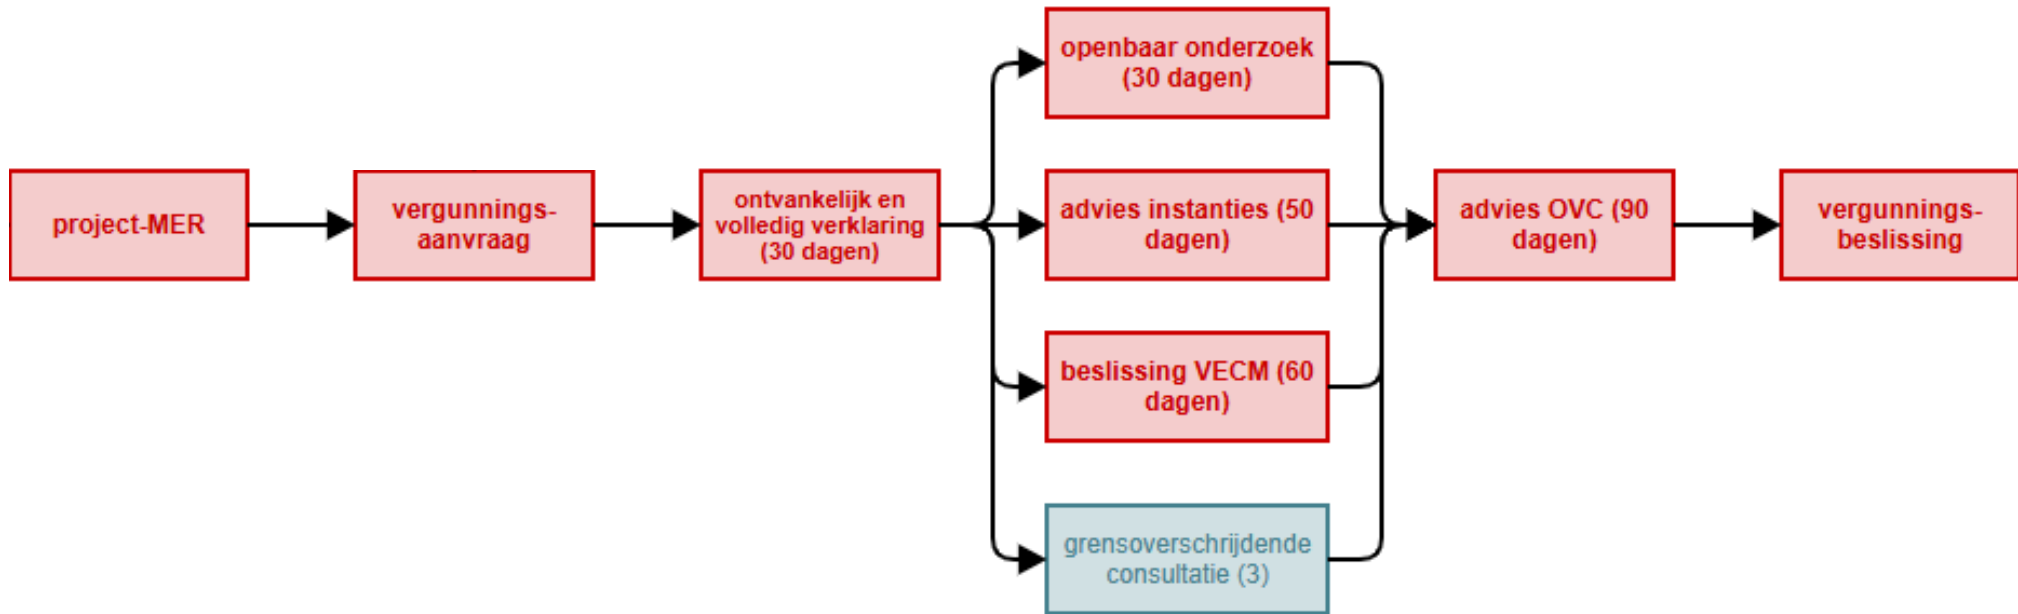 project-MER
vergunnings-
aanvraag
ontvankelijk en
volledig verklaring
(30 dagen)
openbaar onderzoek
(30 dagen)
advies instanties (50
dagen)
beslissing VECM (60
dagen)
grensoverschrijdende
consultatie (3)
advies OVC (90
dagen)
vergunnings-
beslissing